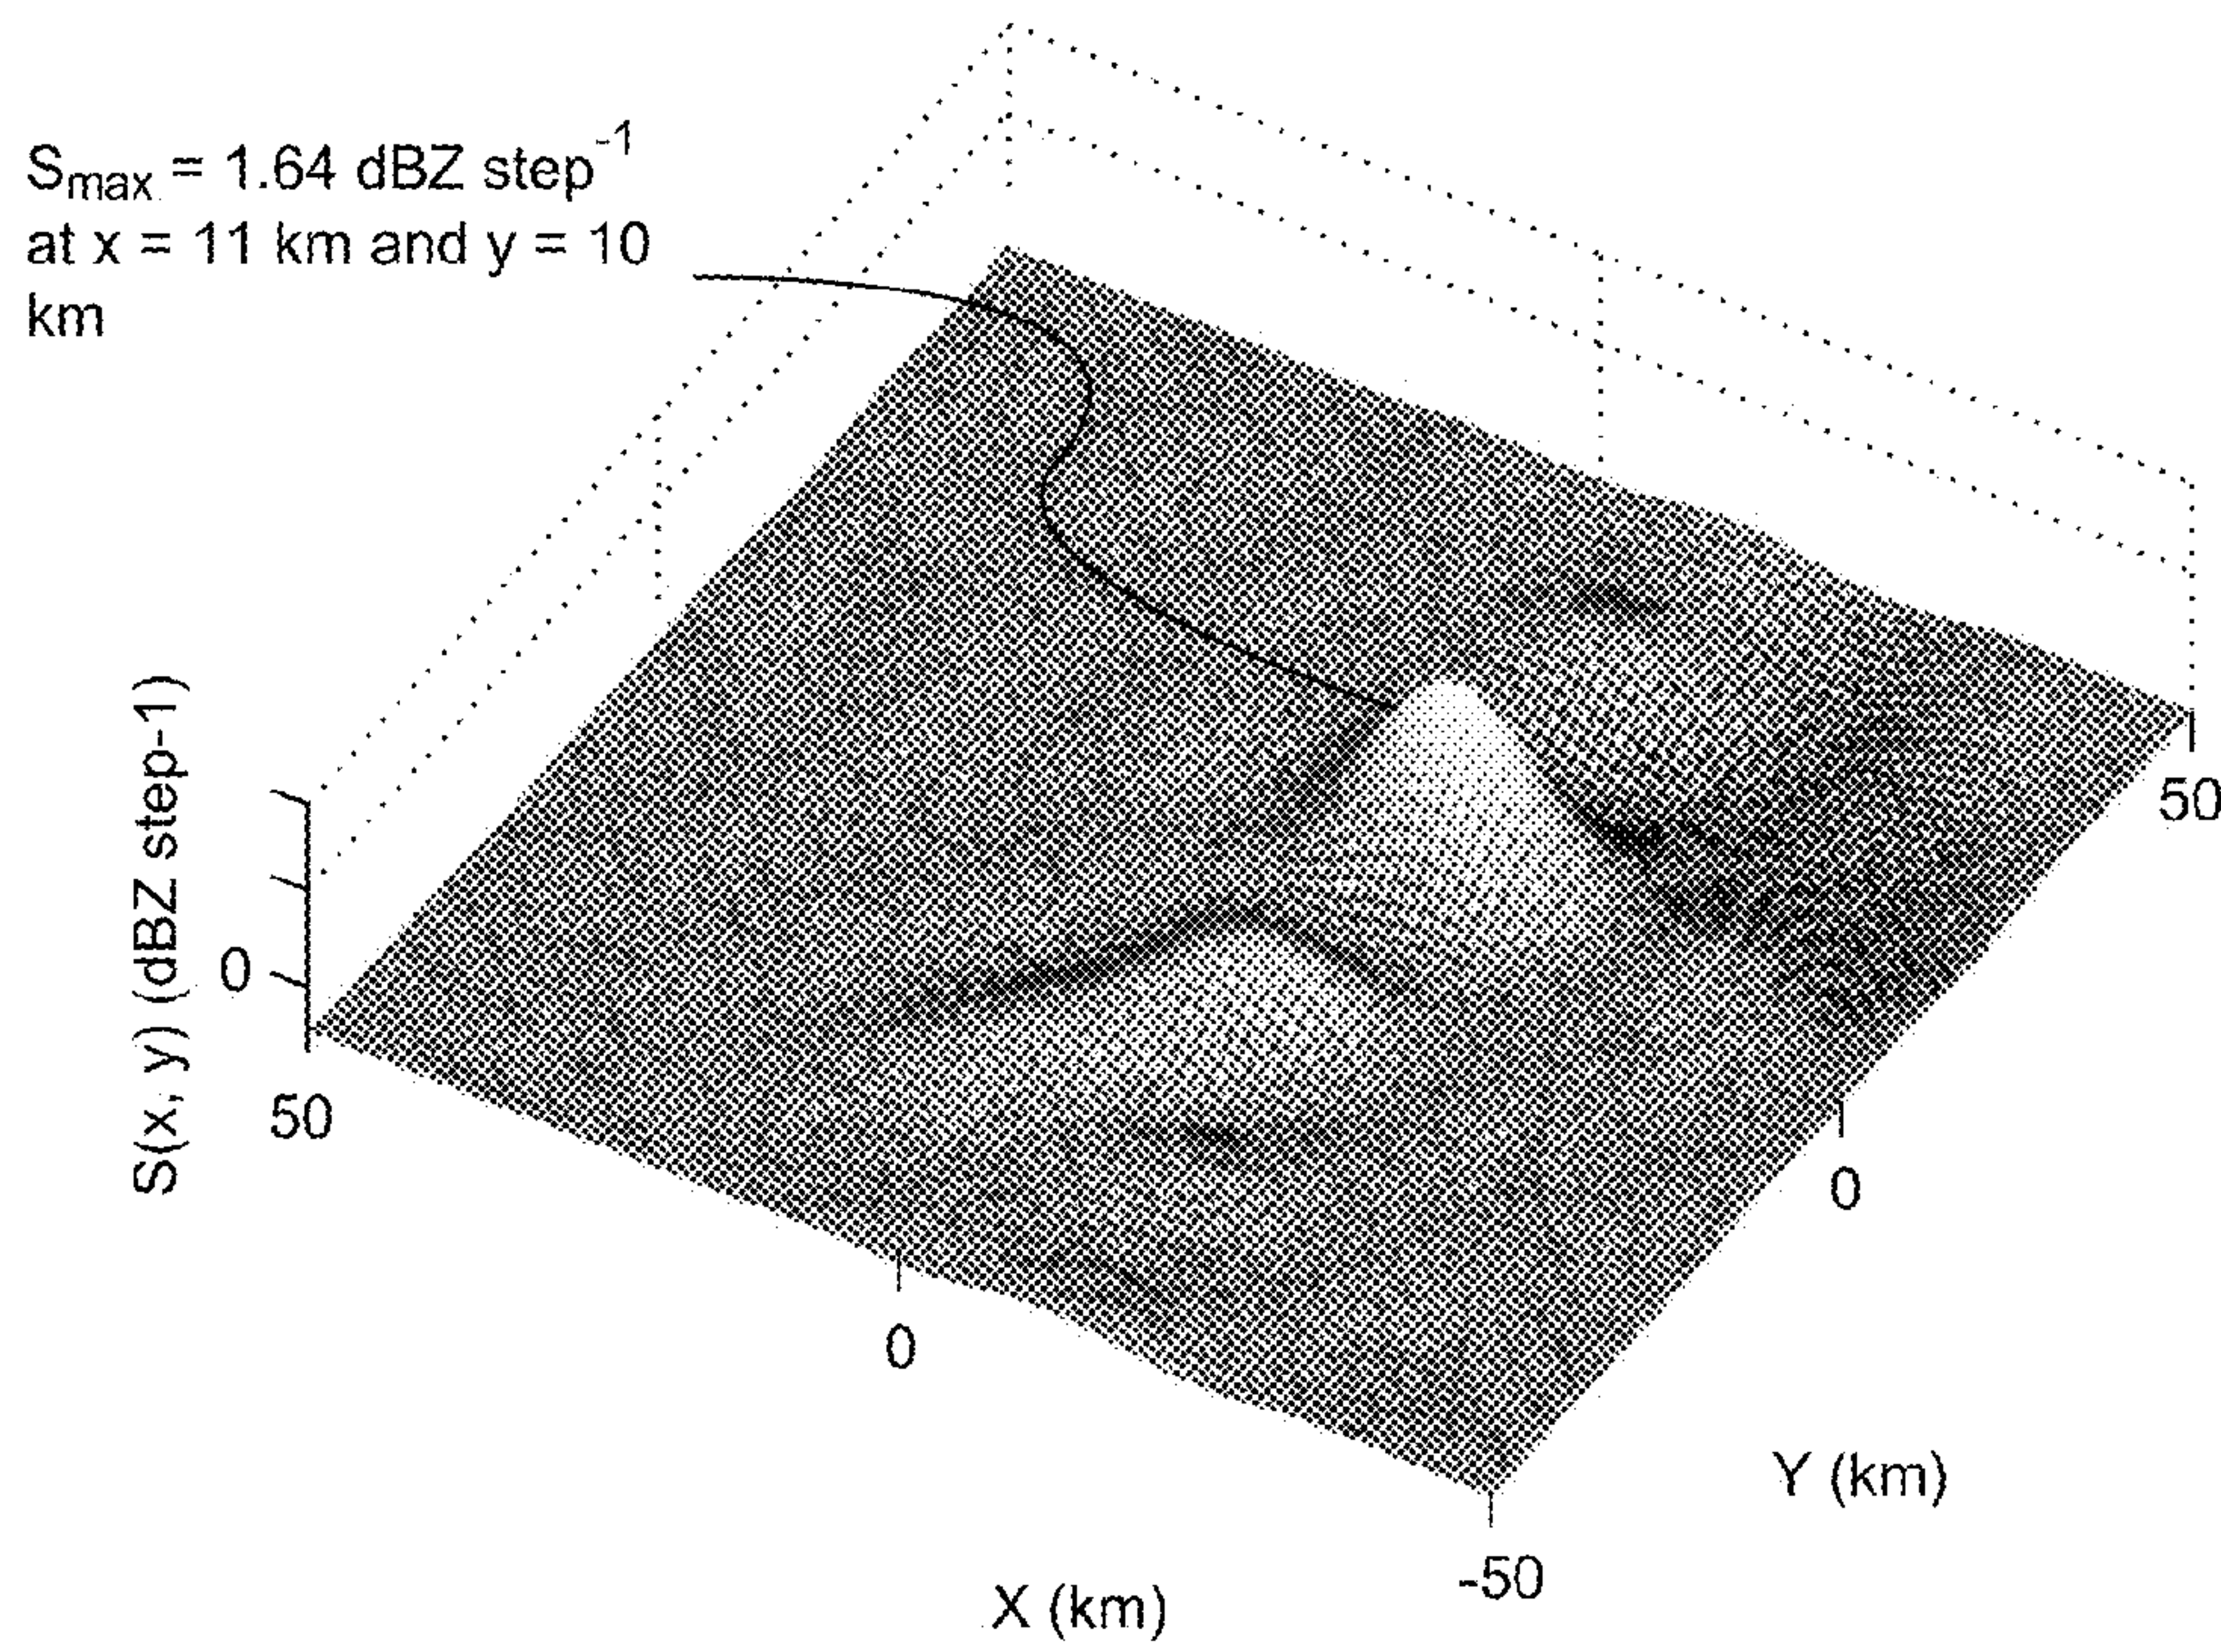 Smax = 1.64 dBZ step-1
at x = 11 km and y = 10
km
S(x, y) (dBZ step-1)
0
50
0
-50
X (km)
Y (km)
0
50